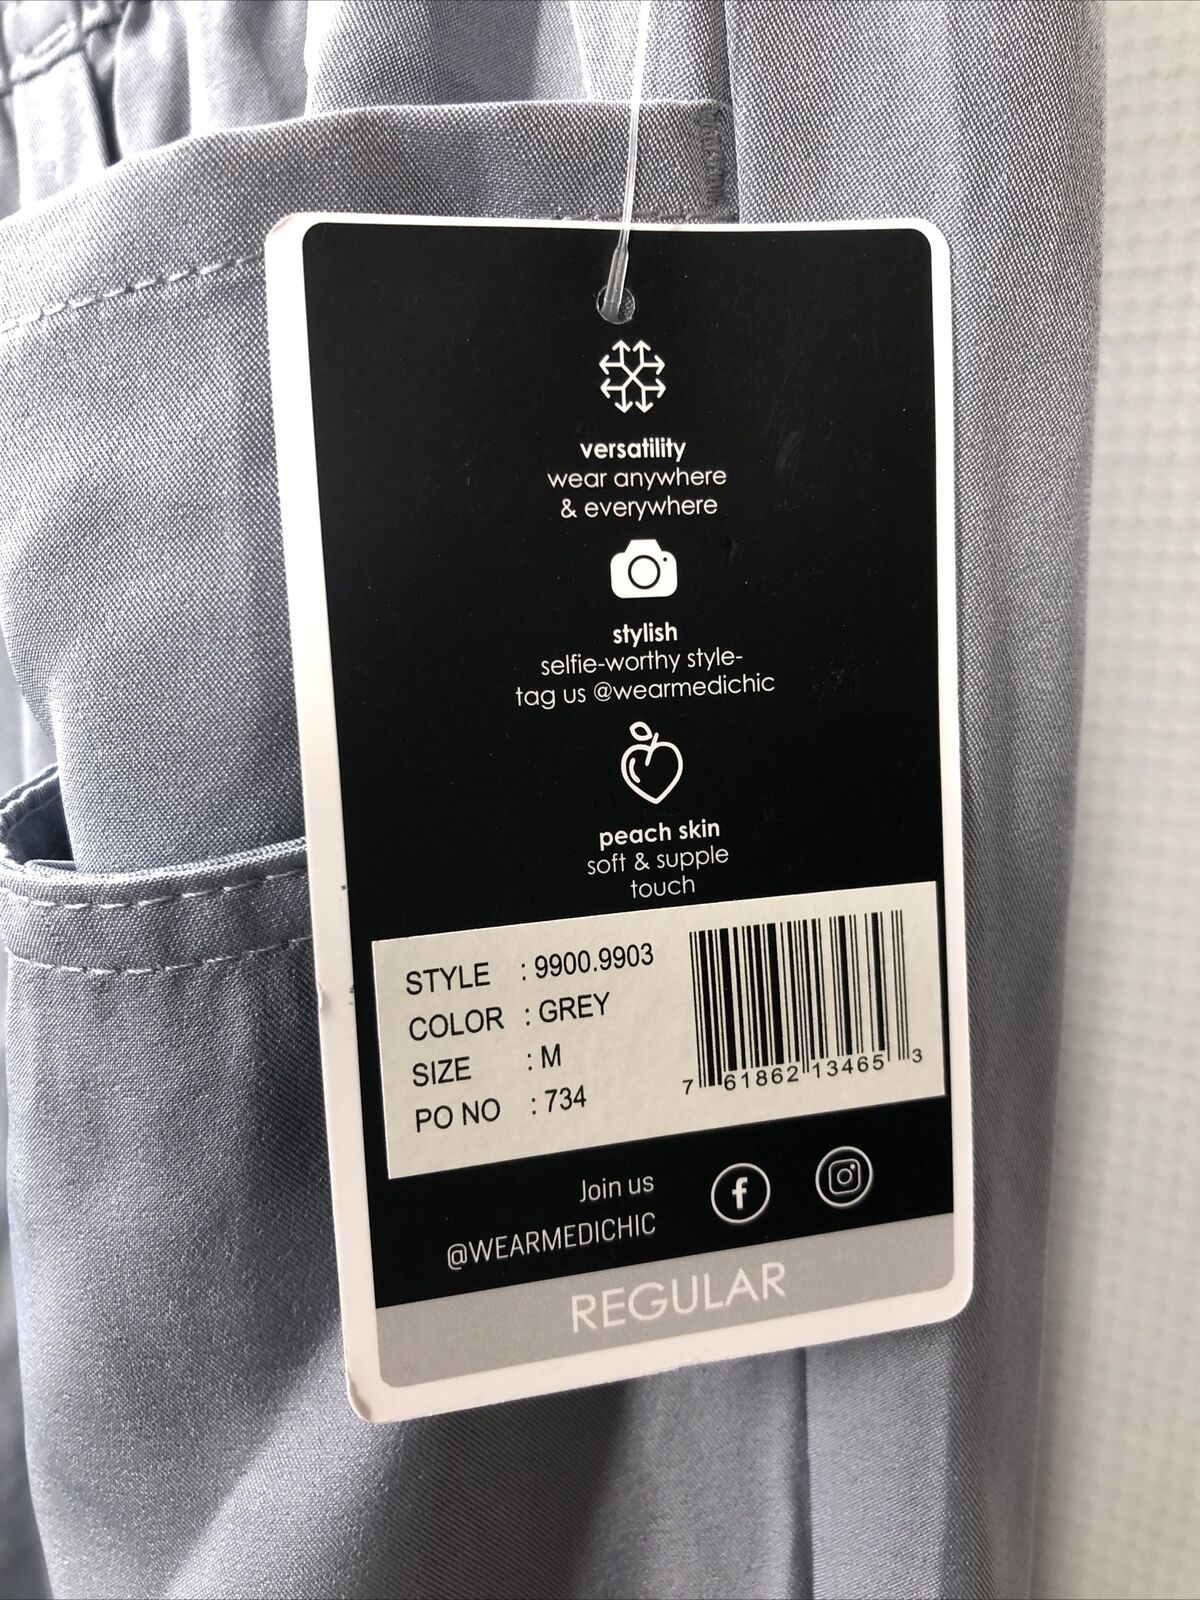 versatility
wear anywhere
& everywhere
stylish
selfie-worthy style-
tag us @wearmedichic
peach skin
soft & supple
touch
STYLE : 9900.9903
COLOR : GREY
SIZE : M
PO NO : 734
7 61862 13465 3
Join us
@WEARMEDICHIC
REGULAR